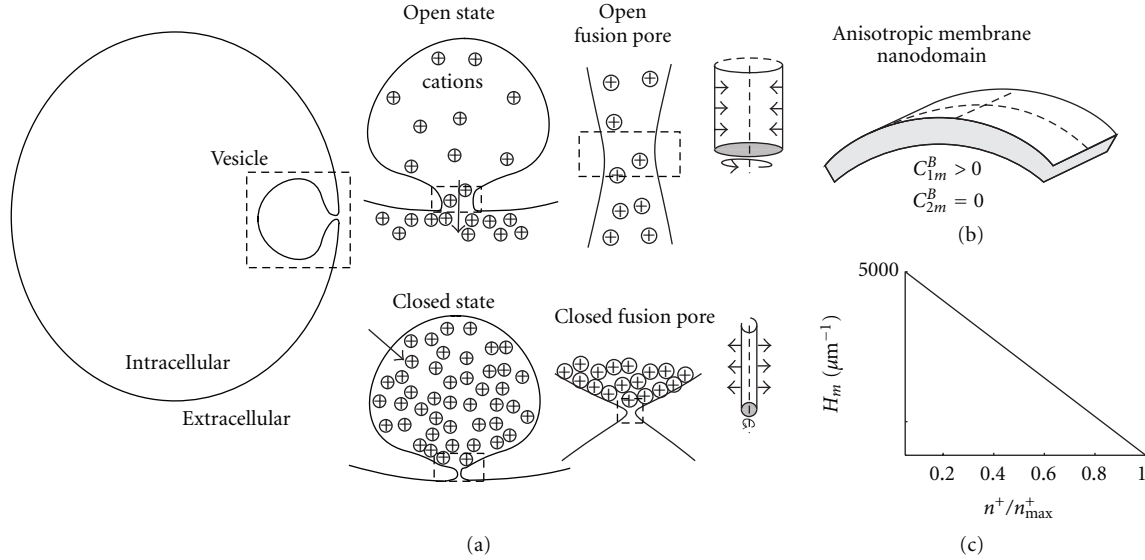 Open state
cations
Open
fusion pore
Vesicle
Intracellular
Extracellular
Closed state
Closed fusion pore
(a)
Anisotropic membrane
nanodomain
C^B_{1m} > 0
C^B_{2m} = 0
(b)
5000
H_m (μm⁻¹)
0.2 0.4 0.6 0.8 1
n⁺/n⁺_max
(c)